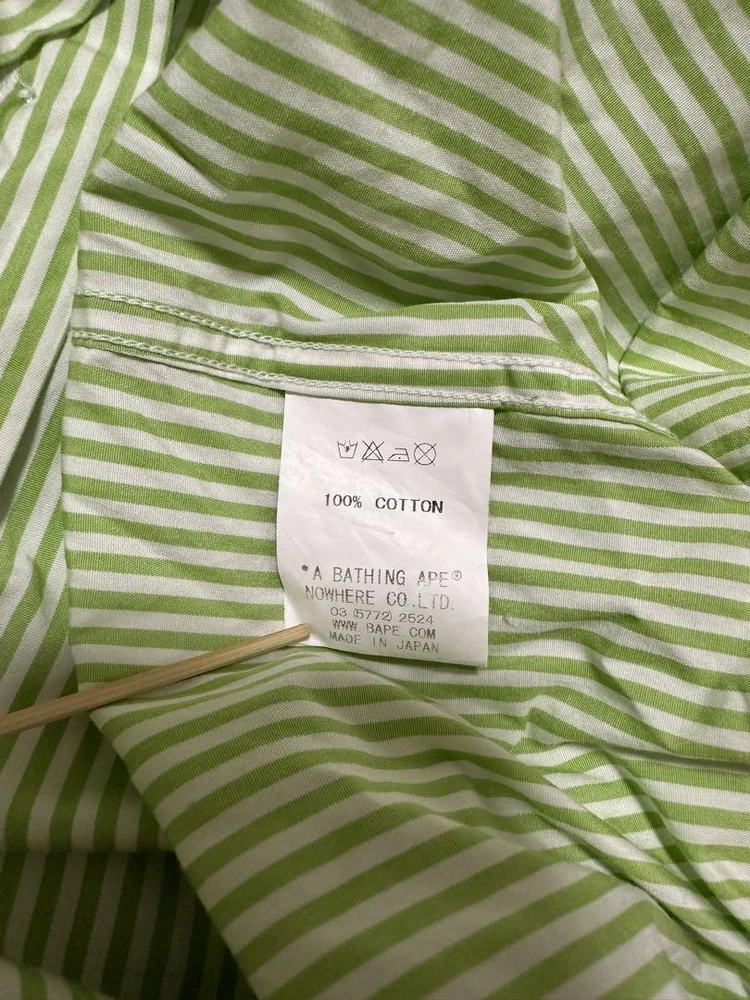 100% COTTON
*A BATHING APE®
NOWHERE CO.,LTD.
03 (5772) 2524
WWW.BAPE.COM
MADE IN JAPAN